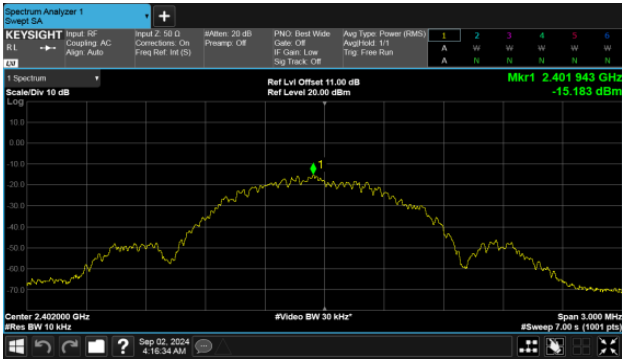 Spectrum Analyzer 1
Swept SA
KEYSIGHT
Input: RF
Coupling: AC
Align: Auto
Input Z: 50 Ω
Corrections: On
Freq Ref: Int (S)
#Atten: 20 dB
Preamp: Off
PNO: Best Wide
Gate: Off
IF Gain: Low
Sig Track: Off
Avg Type: Power (RMS)
Avg|Hold: 1/1
Trig: Free Run
1 2 3 4 5 6
A W W W W W
A N N N N N
RL
LXI
1 Spectrum
Scale/Div 10 dB
Log
Ref Lvl Offset 11.00 dB
Ref Level 20.00 dBm
Mkr1 2.401 943 GHz
-15.183 dBm
1
10.0
0.00
-10.0
-20.0
-30.0
-40.0
-50.0
-60.0
-70.0
Center 2.402000 GHz
#Res BW 10 kHz
#Video BW 30 kHz*
Span 3.000 MHz
#Sweep 7.00 s (1001 pts)
Sep 02, 2024
4:16:34 AM